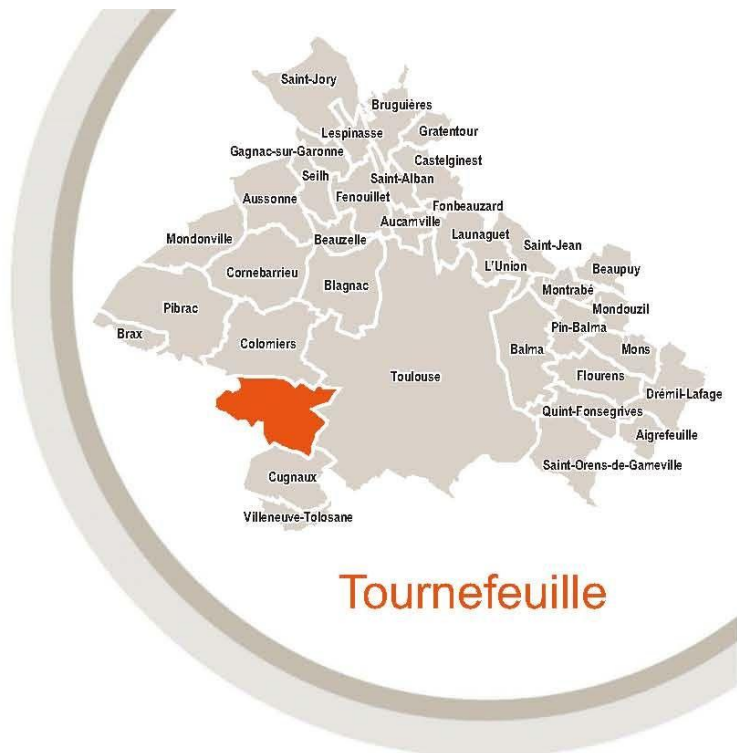 Saint-Jory
Bruguières
Lespinasse
Gratentour
Gagnac-sur-Garonne
Castelginest
Seilh
Saint-Alban
Aussonne
Fenouillet
Fonbeauzard
Aucamville
Launaguet
Mondonville
Beauzelle
Saint-Jean
L'Union
Beaupuy
Cornebarrieu
Blagnac
Montrabé
Pibrac
Mondouzil
Brax
Pin-Balma
Colomiers
Balma
Mons
Toulouse
Flourens
Drémil-Lafage
Quint-Fonsegrives
Aigrefeuille
Saint-Orens-de-Gameville
Cugnaux
Villeneuve-Tolosane
Tournefeuille